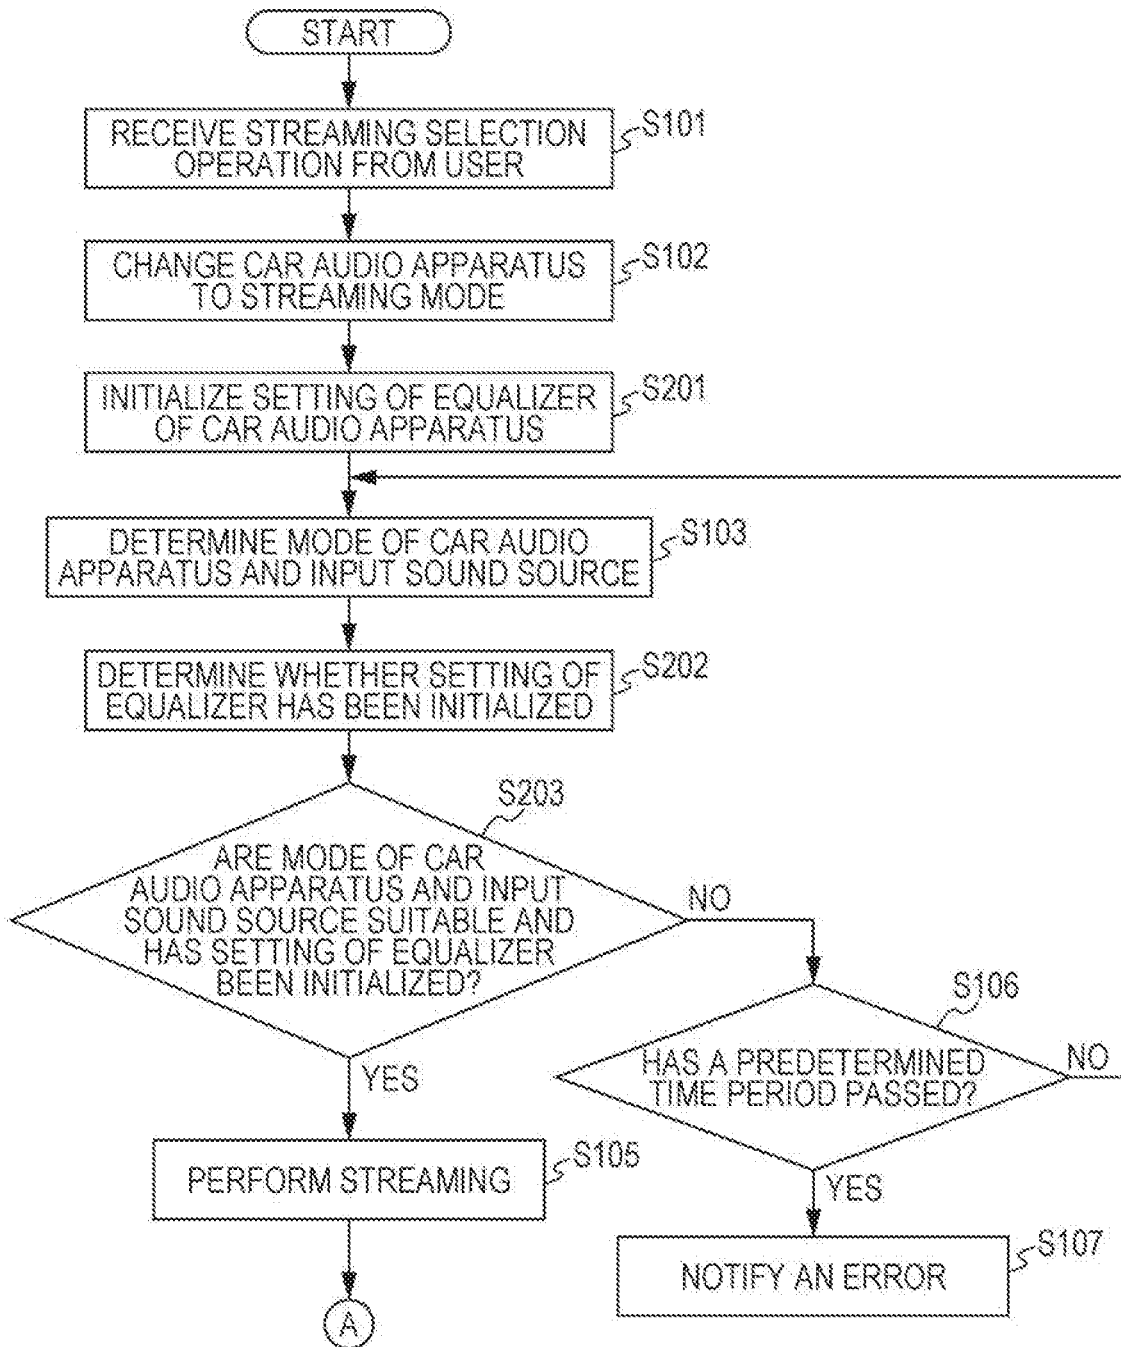 START
RECEIVE STREAMING SELECTION
OPERATION FROM USER
S101
CHANGE CAR AUDIO APPARATUS
TO STREAMING MODE
S102
INITIALIZE SETTING OF EQUALIZER
OF CAR AUDIO APPARATUS
S201
DETERMINE MODE OF CAR AUDIO
APPARATUS AND INPUT SOUND SOURCE
S103
DETERMINE WHETHER SETTING OF
EQUALIZER HAS BEEN INITIALIZED
S202
S203
ARE MODE OF CAR
AUDIO APPARATUS AND INPUT
SOUND SOURCE SUITABLE AND
HAS SETTING OF EQUALIZER
BEEN INITIALIZED?
NO
YES
S106
HAS A PREDETERMINED
TIME PERIOD PASSED?
NO
YES
PERFORM STREAMING
S105
NOTIFY AN ERROR
S107
A